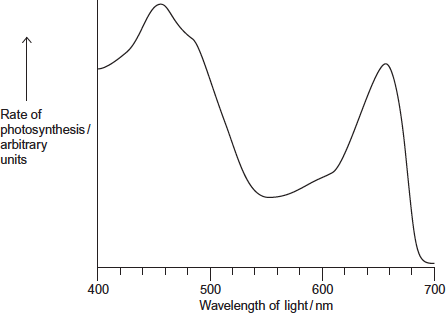 Rate of
photosynthesis/
arbitrary
units
400 500 600 700
Wavelength of light/nm